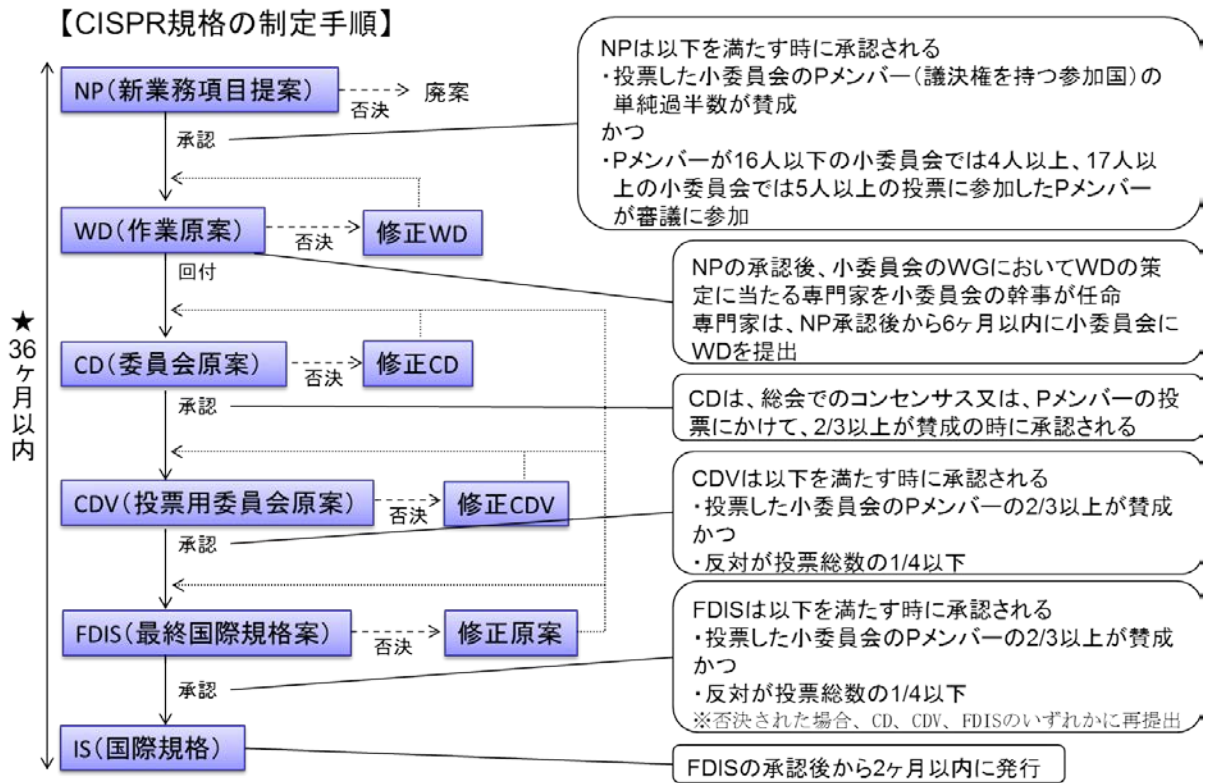 【CISPR規格の制定手順】
NP(新業務項目提案)
否決
廃案
承認
NPは以下を満たす時に承認される
・投票した小委員会のPメンバー(議決権を持つ参加国)の
単純過半数が賛成
かつ
・Pメンバーが16人以下の小委員会では4人以上、17人以
上の小委員会では5人以上の投票に参加したPメンバー
が審議に参加
WD(作業原案)
否決
修正WD
回付
NPの承認後、小委員会のWGにおいてWDの策
定に当たる専門家を小委員会の幹事が任命
専門家は、NP承認後から6ヶ月以内に小委員会に
WDを提出
★36ヶ月以内
CD(委員会原案)
否決
修正CD
承認
CDは、総会でのコンセンサス又は、Pメンバーの投
票にかけて、2/3以上が賛成の時に承認される
CDV(投票用委員会原案)
否決
修正CDV
承認
CDVは以下を満たす時に承認される
・投票した小委員会のPメンバーの2/3以上が賛成
かつ
・反対が投票総数の1/4以下
FDIS(最終国際規格案)
否決
修正原案
承認
FDISは以下を満たす時に承認される
・投票した小委員会のPメンバーの2/3以上が賛成
かつ
・反対が投票総数の1/4以下
※否決された場合、CD、CDV、FDISのいずれかに再提出
IS(国際規格)
FDISの承認後から2ヶ月以内に発行